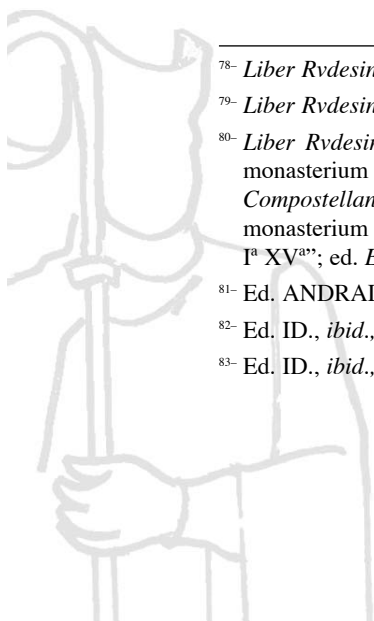 78– Liber Rvdesin
79– Liber Rvdesin
80– Liber Rvdesin
monasterium
Compostellan
monasterium
Iª XVª”; ed. E
81– Ed. ANDRAD
82– Ed. ID., ibid.,
83– Ed. ID., ibid.,